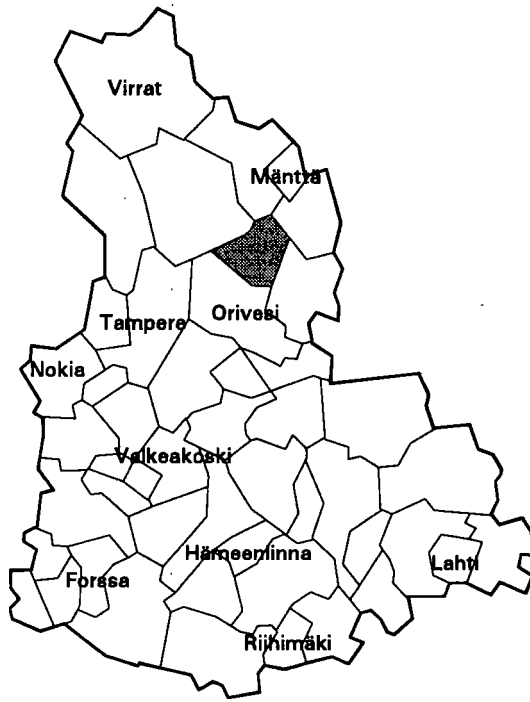 Virrat
Mänttä
Orivesi
Tampere
Nokia
Valkeakoski
Hämeenlinna
Lahti
Forssa
Riihimäki